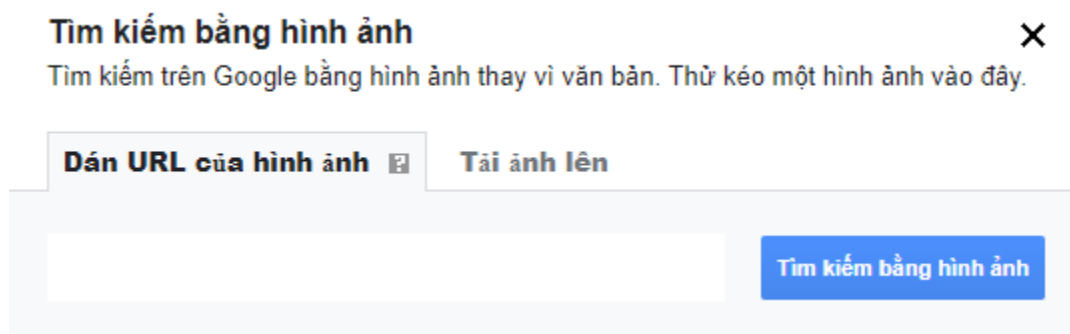 Tìm kiếm bằng hình ảnh
Tìm kiếm trên Google bằng hình ảnh thay vì văn bản. Thử kéo một hình ảnh vào đây.
Dán URL của hình ảnh Tải ảnh lên
Tìm kiếm bằng hình ảnh